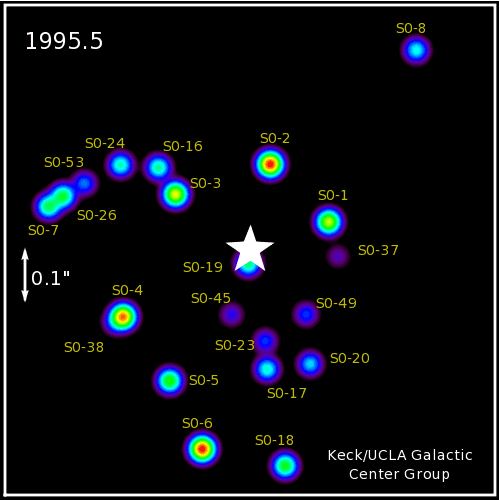 S0-8
1995.5
S0-2
S0-24
S0-16
S0-53
S0-3
S0-1
S0-26
S0-7
S0-37
S0-19
0.1"
S0-4
S0-45
S0-49
S0-38
S0-23
S0-20
S0-5
S0-17
S0-6
S0-18
Keck/UCLA Galactic
Center Group